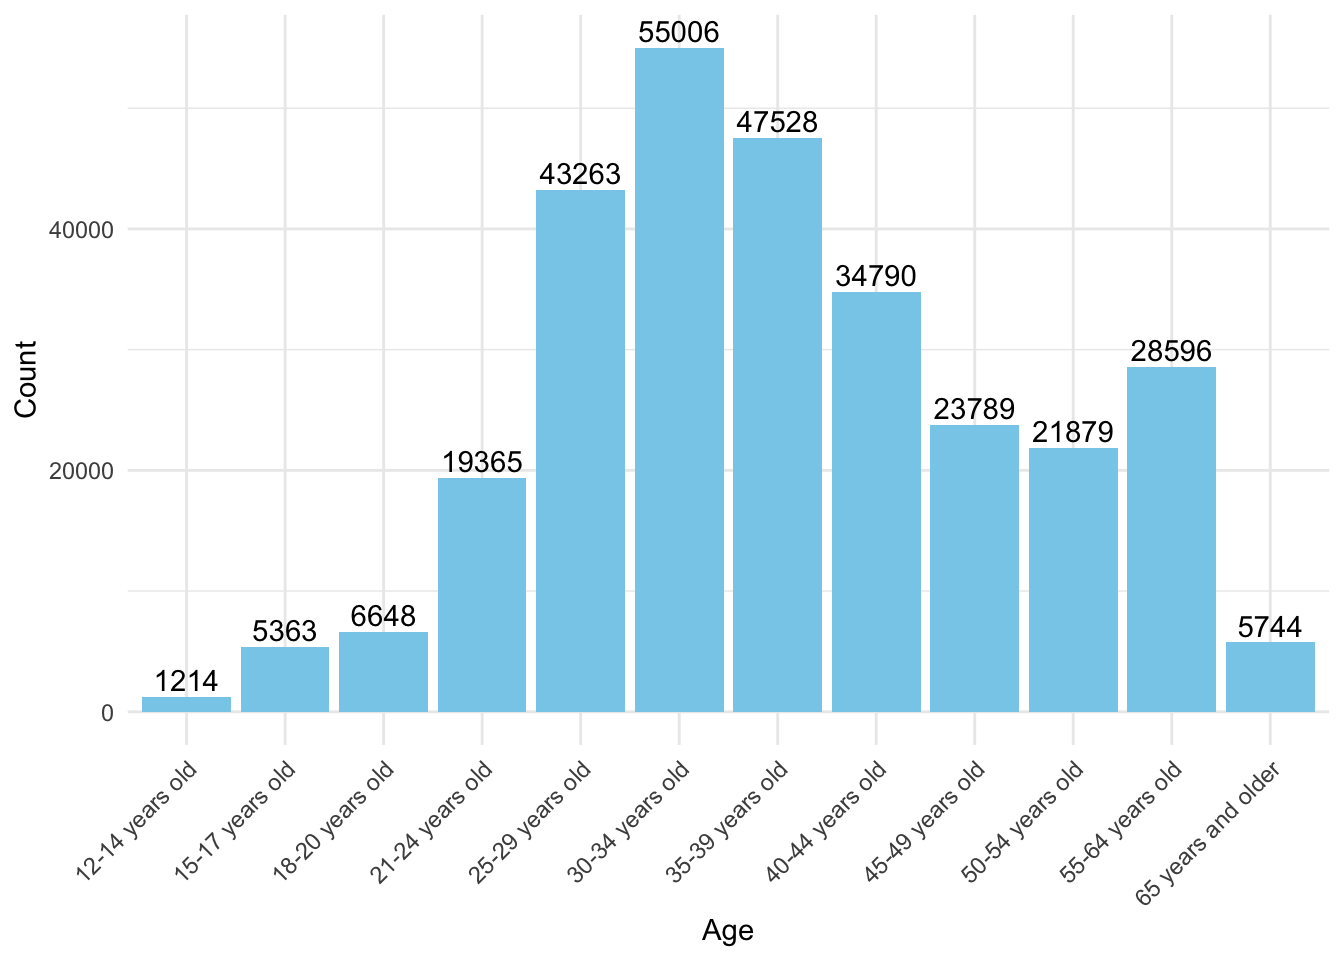 55006
47528
43263
40000
34790
28596
23789
21879
20000
19365
6648
5363
5744
1214
0
Count
12-14 years old
15-17 years old
18-20 years old
21-24 years old
25-29 years old
30-34 years old
35-39 years old
40-44 years old
45-49 years old
50-54 years old
55-64 years old
65 years and older
Age